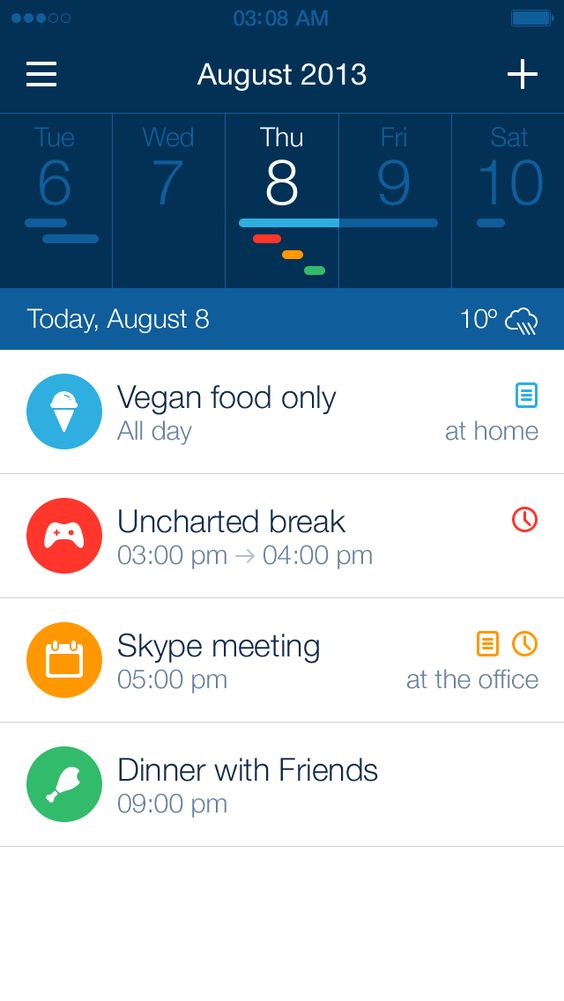 03:08 AM
August 2013
Tue Wed Thu Fri Sat
6 7 8 9 10
Today, August 8 10º
Vegan food only
All day at home
Uncharted break
03:00 pm → 04:00 pm
Skype meeting
05:00 pm at the office
Dinner with Friends
09:00 pm